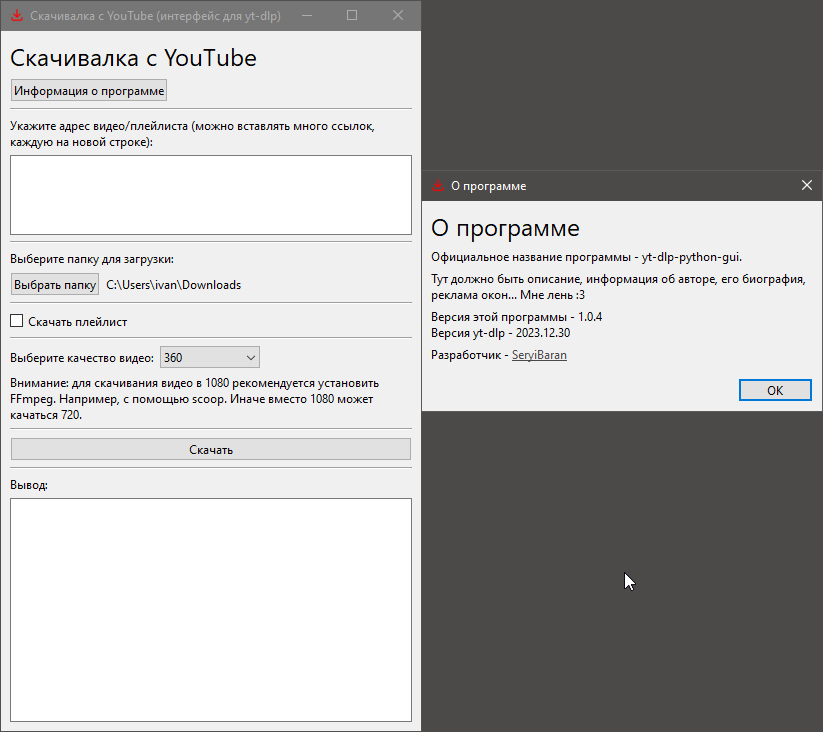 Скачивалка с YouTube (интерфейс для yt-dlp)
Скачивалка с YouTube
Информация о программе
Укажите адрес видео/плейлиста (можно вставлять много ссылок,
каждую на новой строке):
Выберите папку для загрузки:
Выбрать папку C:\Users\ivan\Downloads
Скачать плейлист
Выберите качество видео: 360
Внимание: для скачивания видео в 1080 рекомендуется установить
FFmpeg. Например, с помощью scoop. Иначе вместо 1080 может
качаться 720.
Скачать
Вывод:
О программе
О программе
Официальное название программы - yt-dlp-python-gui.
Тут должно быть описание, информация об авторе, его биография,
реклама окон... Мне лень :3
Версия этой программы - 1.0.4
Версия yt-dlp - 2023.12.30
Разработчик - SeryiBaran
OK